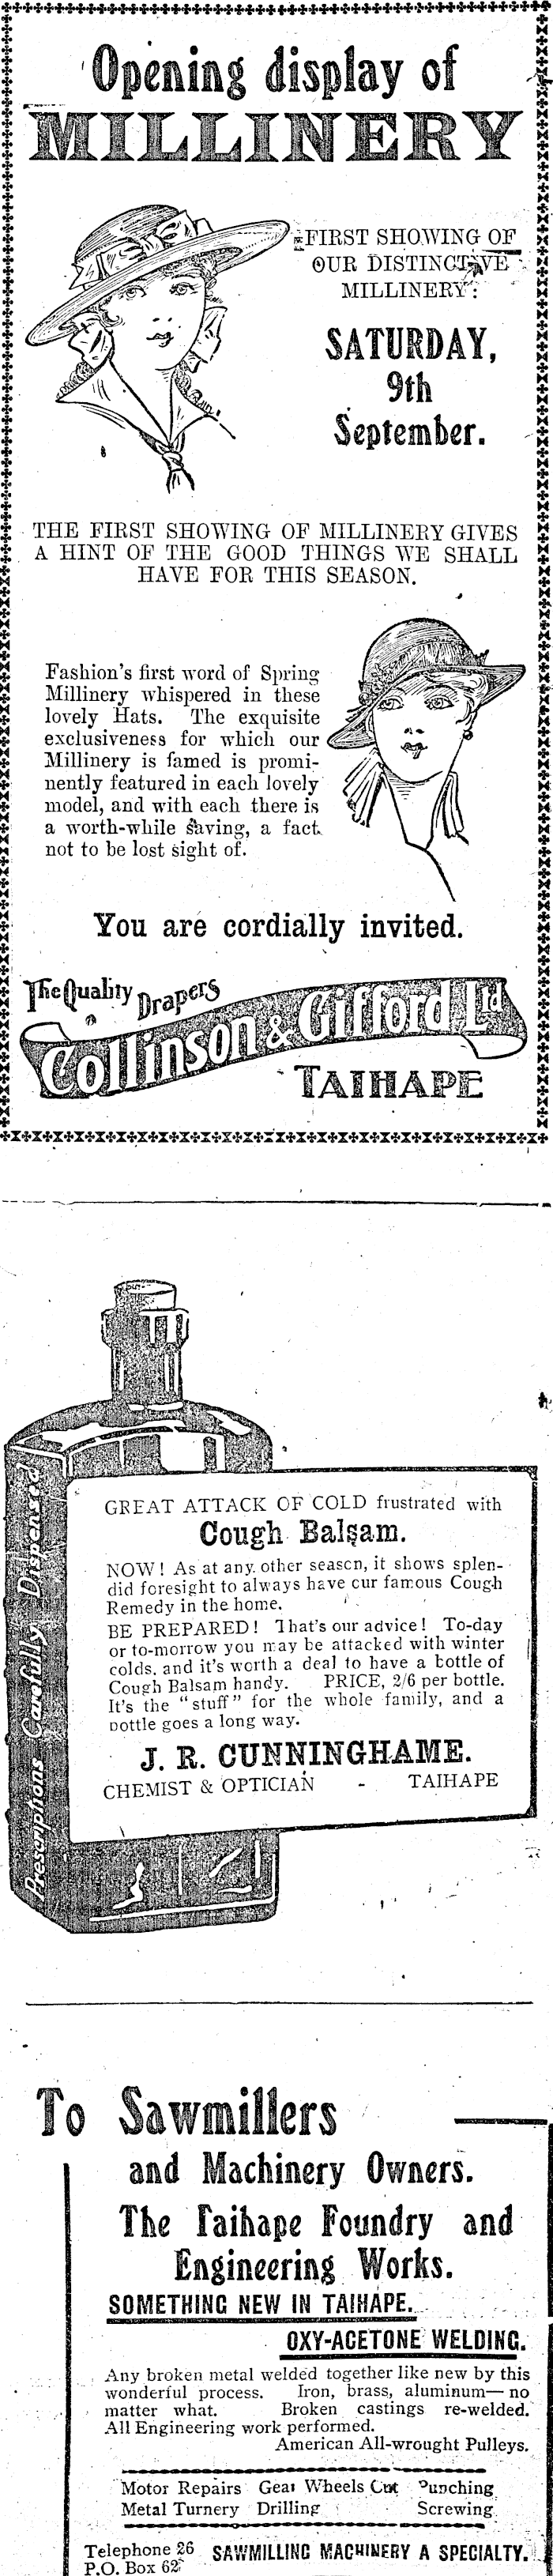 Opening display of
MILLINERY
FIRST SHOWING OF
OUR DISTINCTIVE
MILLINERY:
SATURDAY,
9th
September.
THE FIRST SHOWING OF MILLINERY GIVES
A HINT OF THE GOOD THINGS WE SHALL
HAVE FOR THIS SEASON.
Fashion's first word of Spring
Millinery whispered in these
lovely Hats. The exquisite
exclusiveness for which our
Millinery is famed is promi-
nently featured in each lovely
model, and with each there is
a worth-while saving, a fact
not to be lost sight of.
You are cordially invited.
The Quality Drapers
Collinson & Gifford Ltd
TAIHAPE
Prescriptions Carefully Dispensed
GREAT ATTACK OF COLD frustrated with
Cough Balsam.
NOW! As at any other season, it shows splen-
did foresight to always have our famous Cough
Remedy in the home.
BE PREPARED! That's our advice! To-day
or to-morrow you may be attacked with winter
colds, and it's worth a deal to have a bottle of
Cough Balsam handy. PRICE, 2/6 per bottle.
It's the "stuff" for the whole family, and a
bottle goes a long way.
J. R. CUNNINGHAME.
CHEMIST & OPTICIAN - TAIHAPE
To Sawmillers
and Machinery Owners.
The Taihape Foundry and
Engineering Works.
SOMETHING NEW IN TAIHAPE.
OXY-ACETONE WELDING.
Any broken metal welded together like new by this
wonderful process. Iron, brass, aluminum—no
matter what. Broken castings re-welded.
All Engineering work performed.
American All-wrought Pulleys.
Motor Repairs Gear Wheels Cut Punching
Metal Turnery Drilling Screwing
Telephone 26 SAWMILLING MACHINERY A SPECIALTY.
P.O. Box 62